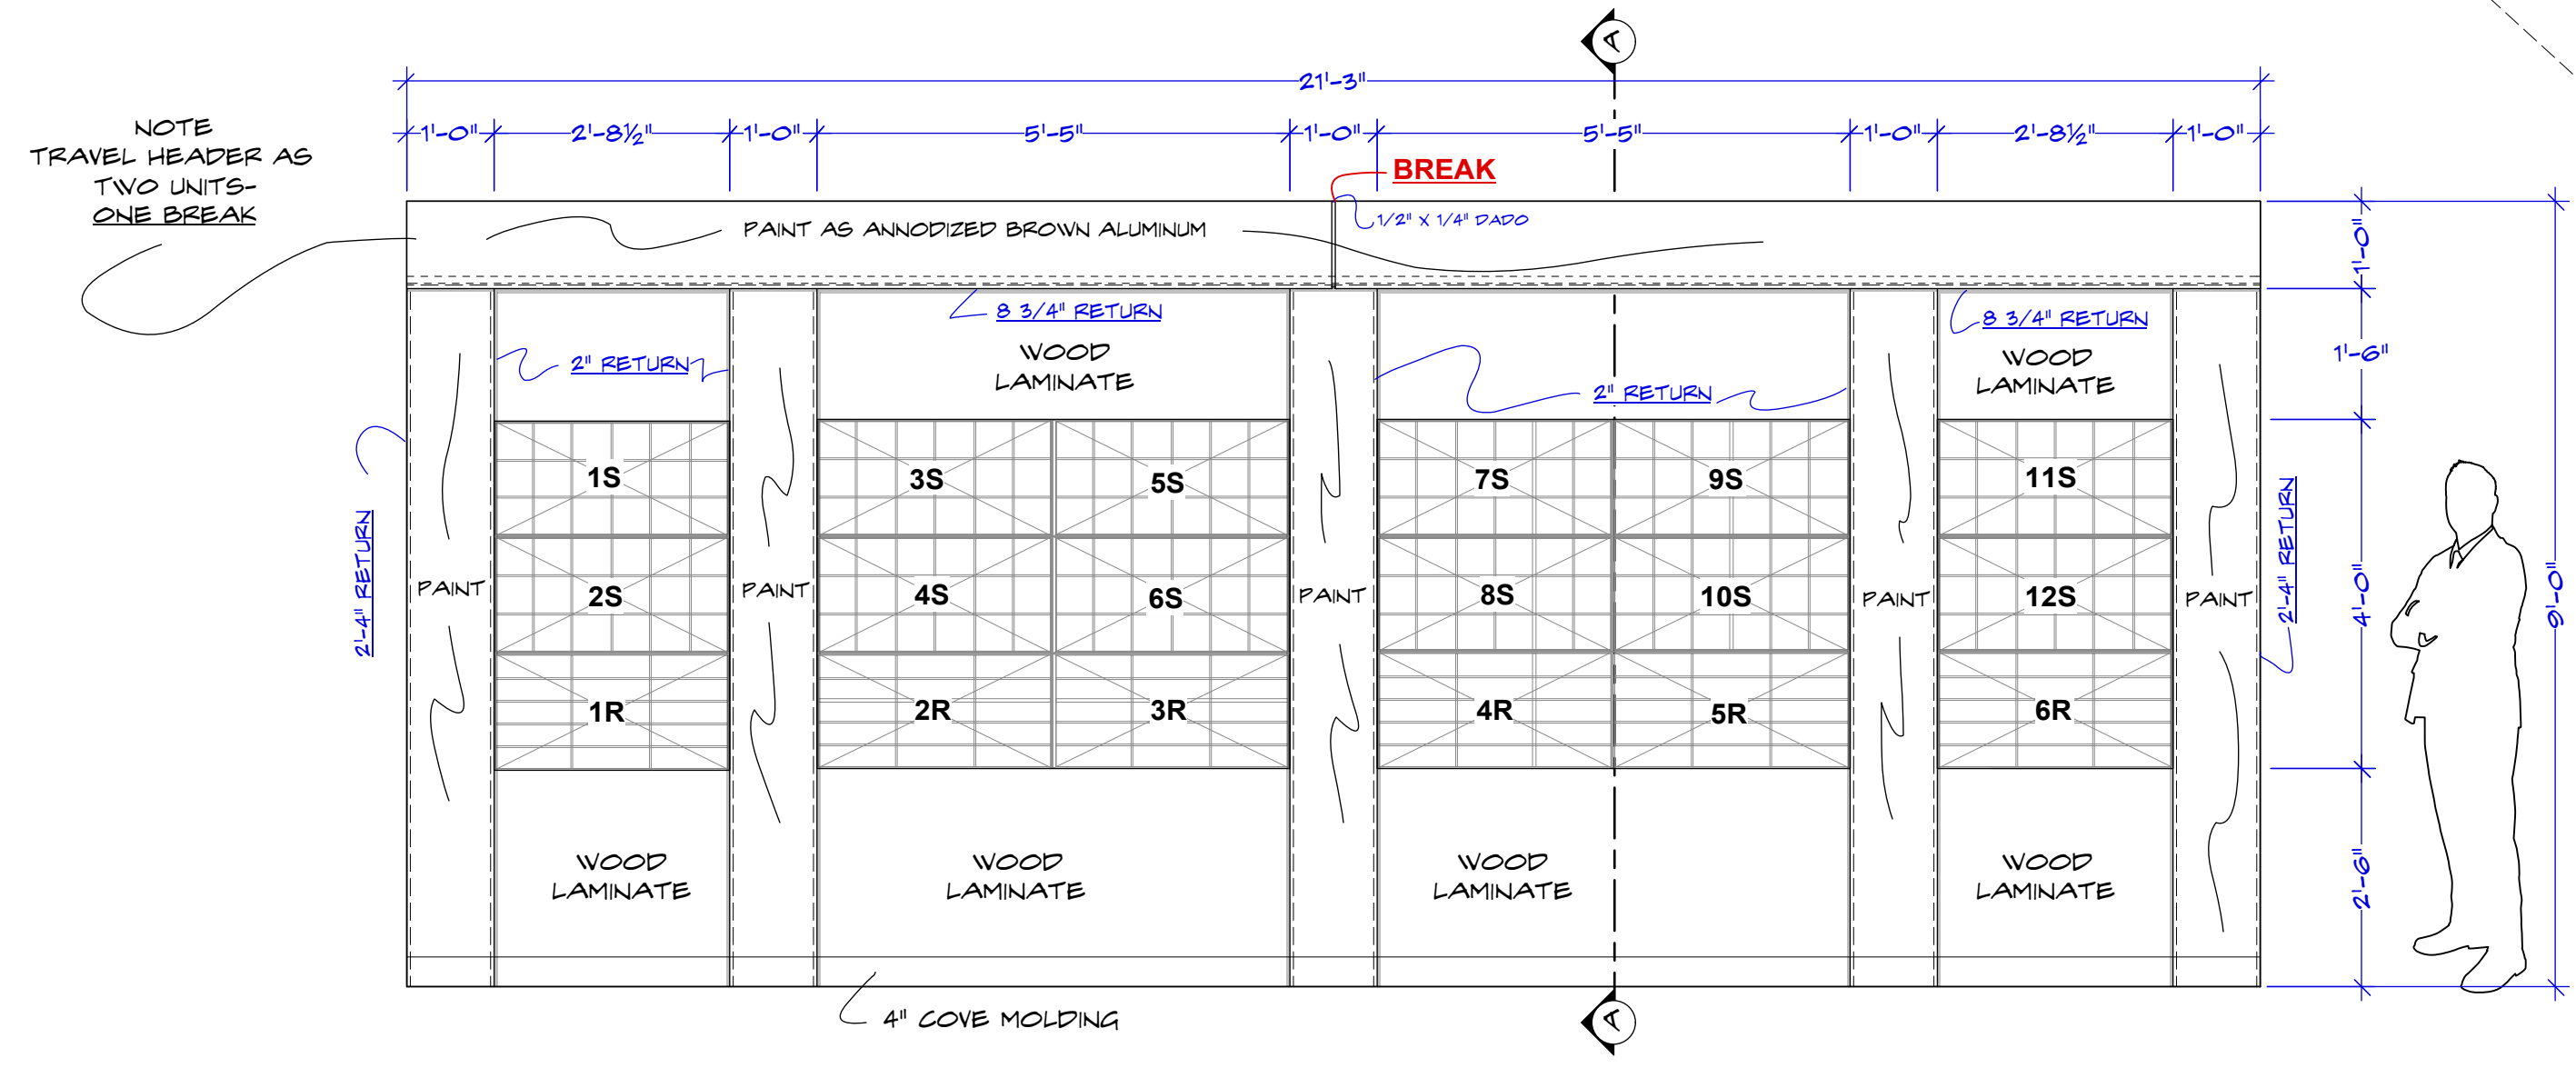 A
21'-3"
1'-0"
2'-8½"
1'-0"
5'-5"
1'-0"
5'-5"
1'-0"
2'-8½"
1'-0"
NOTE
TRAVEL HEADER AS
TWO UNITS-
ONE BREAK
BREAK
1/2" X 1/4" DADO
PAINT AS ANNODIZED BROWN ALUMINUM
1'-0"
8 3/4" RETURN
8 3/4" RETURN
WOOD
LAMINATE
WOOD
LAMINATE
1'-6"
2" RETURN
2" RETURN
1S
3S
5S
7S
9S
11S
2'-4" RETURN
2'-4" RETURN
PAINT
2S
PAINT
4S
6S
PAINT
8S
10S
PAINT
12S
PAINT
4'-0"
9'-0"
1R
2R
3R
4R
5R
6R
WOOD
LAMINATE
WOOD
LAMINATE
WOOD
LAMINATE
WOOD
LAMINATE
2'-6"
4" COVE MOLDING
A